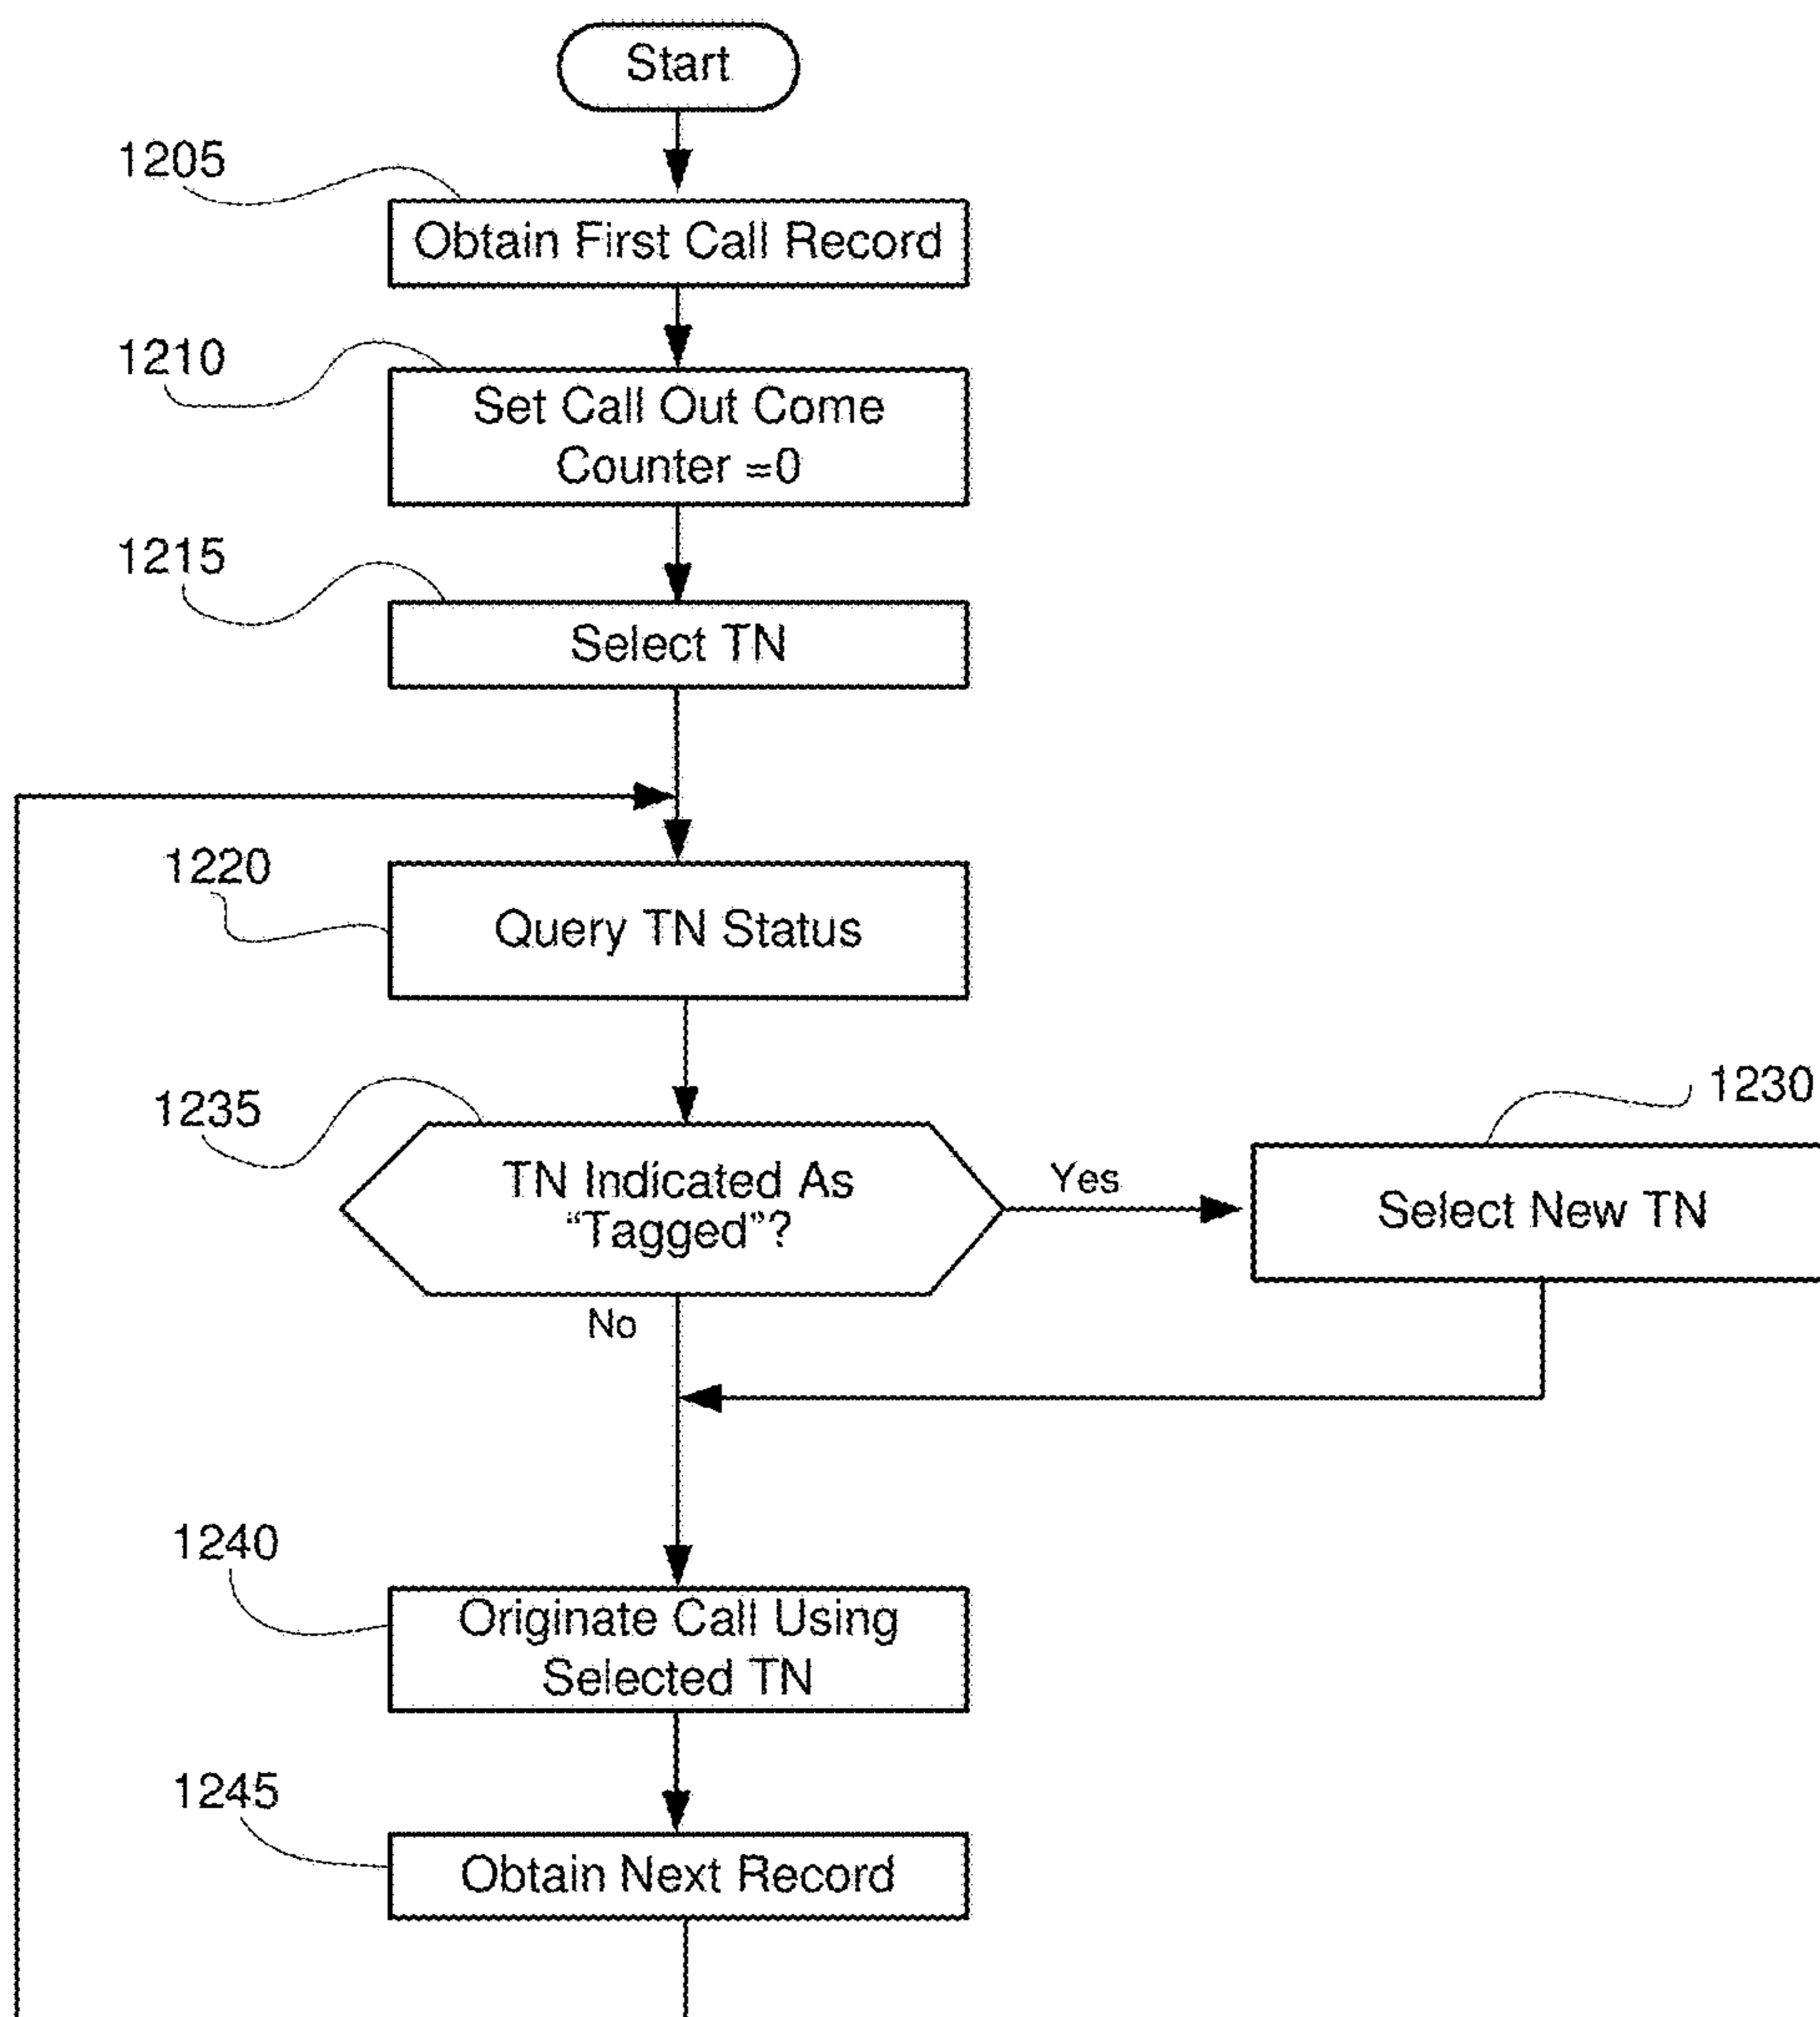 Start
1205
Obtain First Call Record
1210
Set Call Out Come
Counter =0
1215
Select TN
1220
Query TN Status
1235
TN Indicated As
“Tagged”?
Yes
1230
Select New TN
No
1240
Originate Call Using
Selected TN
1245
Obtain Next Record